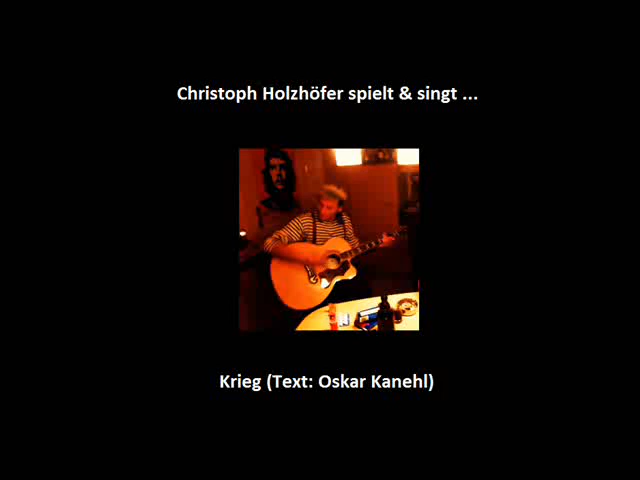 Christoph Holzhöfer spielt & singt ...
Krieg (Text: Oskar Kanehl)